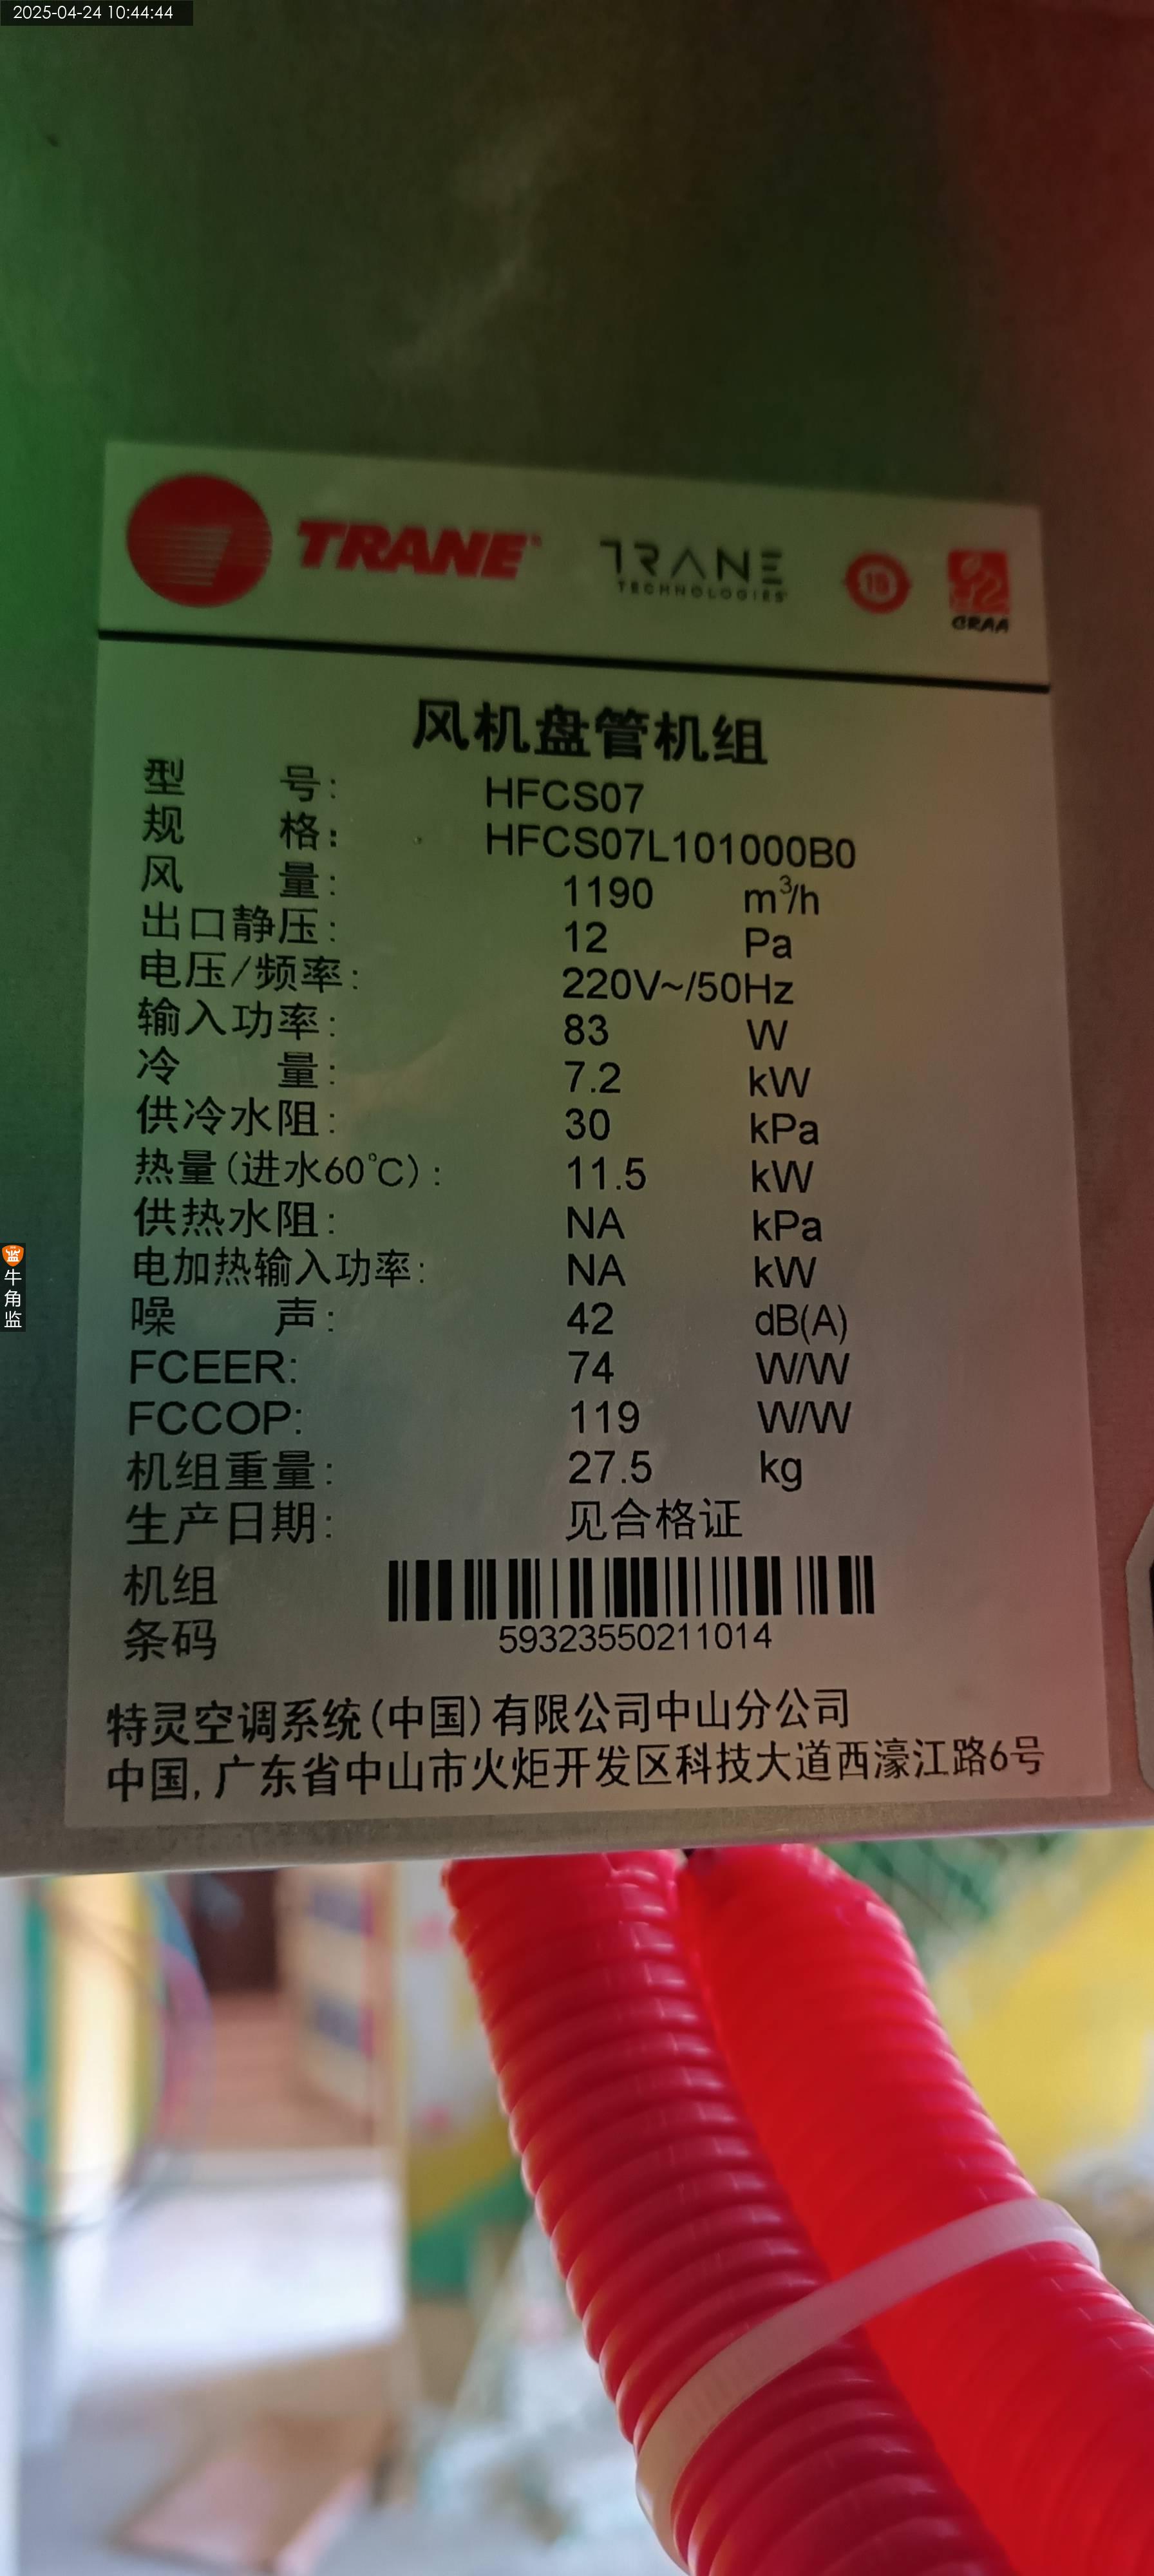 2025-04-24 10:44:44
TRANE
TRANE
TECHNOLOGIES
CRAA
风机盘管机组
型 号: HFCS07
规 格: HFCS07L101000B0
风 量: 1190 m³/h
出口静压: 12 Pa
电压/频率: 220V~/50Hz
输入功率: 83 W
冷 量: 7.2 kW
供冷水阻: 30 kPa
热量(进水60℃): 11.5 kW
供热水阻: NA kPa
电加热输入功率: NA kW
噪 声: 42 dB(A)
FCEER: 74 W/W
FCCOP: 119 W/W
机组重量: 27.5 kg
生产日期: 见合格证
机组
条码
59323550211014
特灵空调系统(中国)有限公司中山分公司
中国,广东省中山市火炬开发区科技大道西濠江路6号
监
牛角监